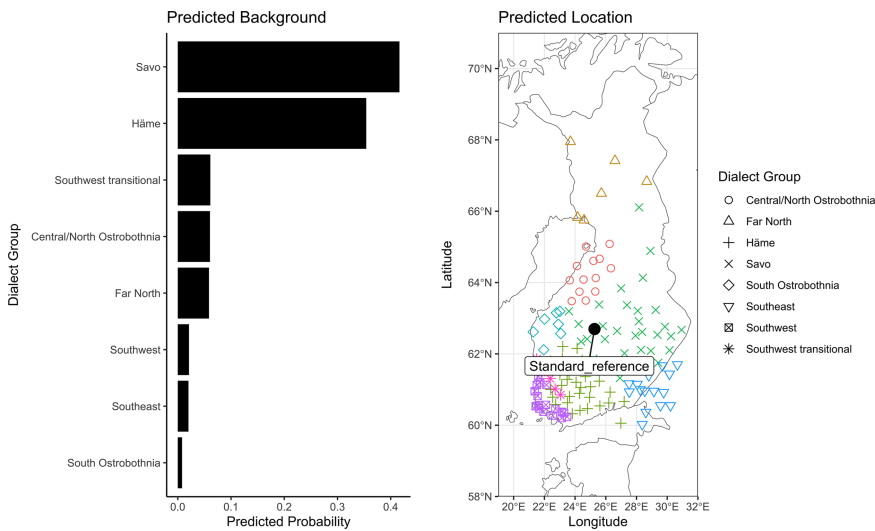 Predicted Background
Dialect Group
Savo
Häme
Southwest transitional
Central/North Ostrobothnia
Far North
Southwest
Southeast
South Ostrobothnia
0.0 0.1 0.2 0.3 0.4
Predicted Probability
Predicted Location
Latitude
70°N
68°N
66°N
64°N
62°N
60°N
58°N
Standard_reference
20°E 22°E 24°E 26°E 28°E 30°E 32°E
Longitude
Dialect Group
Central/North Ostrobothnia
Far North
Häme
Savo
South Ostrobothnia
Southeast
Southwest
Southwest transitional